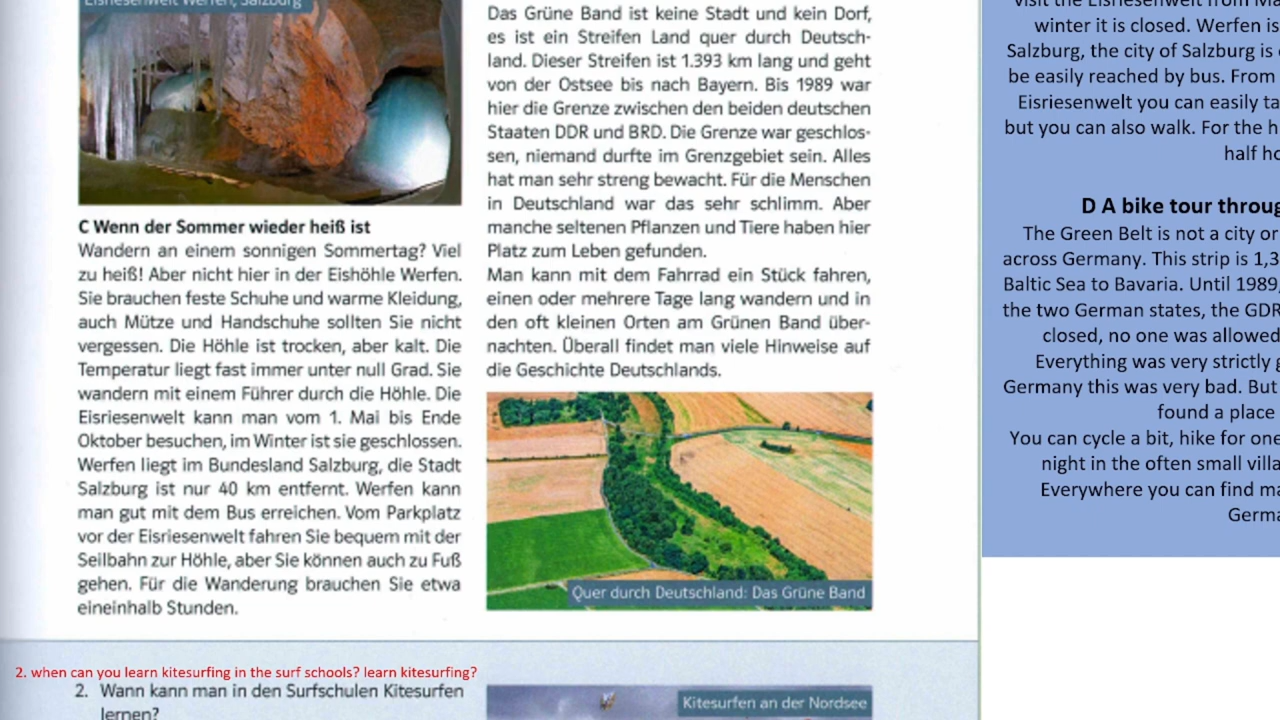 Eisriesenwelt Werfen, Salzburg
C Wenn der Sommer wieder heiß ist
Wandern an einem sonnigen Sommertag? Viel
zu heiß! Aber nicht hier in der Eishöhle Werfen.
Sie brauchen feste Schuhe und warme Kleidung,
auch Mütze und Handschuhe sollten Sie nicht
vergessen. Die Höhle ist trocken, aber kalt. Die
Temperatur liegt fast immer unter null Grad. Sie
wandern mit einem Führer durch die Höhle. Die
Eisriesenwelt kann man vom 1. Mai bis Ende
Oktober besuchen, im Winter ist sie geschlossen.
Werfen liegt im Bundesland Salzburg, die Stadt
Salzburg ist nur 40 km entfernt. Werfen kann
man gut mit dem Bus erreichen. Vom Parkplatz
vor der Eisriesenwelt fahren Sie bequem mit der
Seilbahn zur Höhle, aber Sie können auch zu Fuß
gehen. Für die Wanderung brauchen Sie etwa
eineinhalb Stunden.
Das Grüne Band ist keine Stadt und kein Dorf,
es ist ein Streifen Land quer durch Deutsch-
land. Dieser Streifen ist 1.393 km lang und geht
von der Ostsee bis nach Bayern. Bis 1989 war
hier die Grenze zwischen den beiden deutschen
Staaten DDR und BRD. Die Grenze war geschlos-
sen, niemand durfte im Grenzgebiet sein. Alles
hat man sehr streng bewacht. Für die Menschen
in Deutschland war das sehr schlimm. Aber
manche seltenen Pflanzen und Tiere haben hier
Platz zum Leben gefunden.
Man kann mit dem Fahrrad ein Stück fahren,
einen oder mehrere Tage lang wandern und in
den oft kleinen Orten am Grünen Band über-
nachten. Überall findet man viele Hinweise auf
die Geschichte Deutschlands.
Quer durch Deutschland: Das Grüne Band
2. when can you learn kitesurfing in the surf schools? learn kitesurfing?
2. Wann kann man in den Surfschulen Kitesurfen
lernen?
Kitesurfen an der Nordsee
visit the Eisriesenwelt from
winter it is closed. Werfen is
Salzburg, the city of Salzburg is
be easily reached by bus. From
Eisriesenwelt you can easily ta
but you can also walk. For the h
half ho
D A bike tour throug
The Green Belt is not a city or
across Germany. This strip is 1,3
Baltic Sea to Bavaria. Until 1989,
the two German states, the GDR
closed, no one was allowed
Everything was very strictly g
Germany this was very bad. But
found a place
You can cycle a bit, hike for one
night in the often small villa
Everywhere you can find ma
Germa